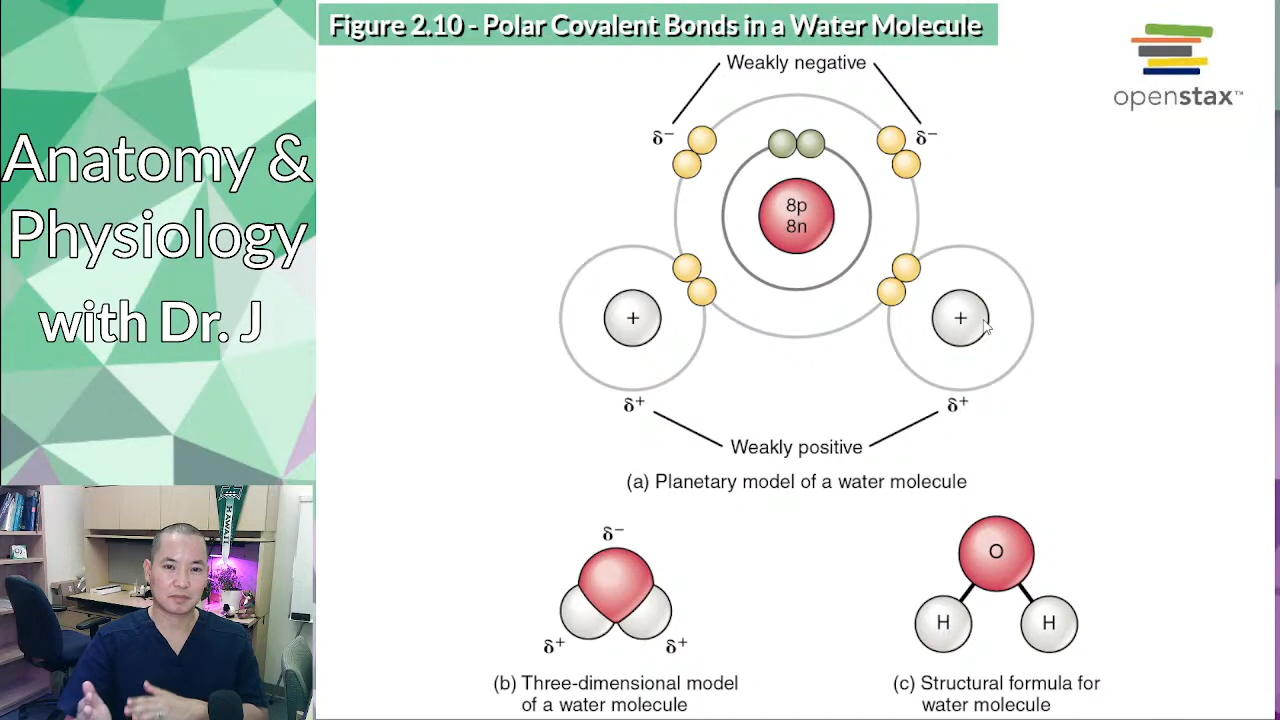 Figure 2.10 - Polar Covalent Bonds in a Water Molecule
openstax™
Anatomy &
Physiology
with Dr. J
Weakly negative
δ⁻
δ⁻
8p
8n
+
+
δ⁺
δ⁺
Weakly positive
(a) Planetary model of a water molecule
δ⁻
δ⁺
δ⁺
(b) Three-dimensional model
of a water molecule
O
H
H
(c) Structural formula for
water molecule
HAWAII